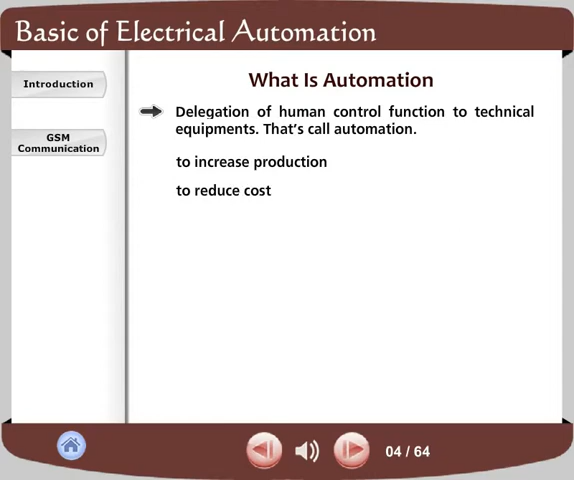 Basic of Electrical Automation
Introduction
GSM
Communication
What Is Automation
Delegation of human control function to technical
equipments. That's call automation.
to increase production
to reduce cost
04 / 64